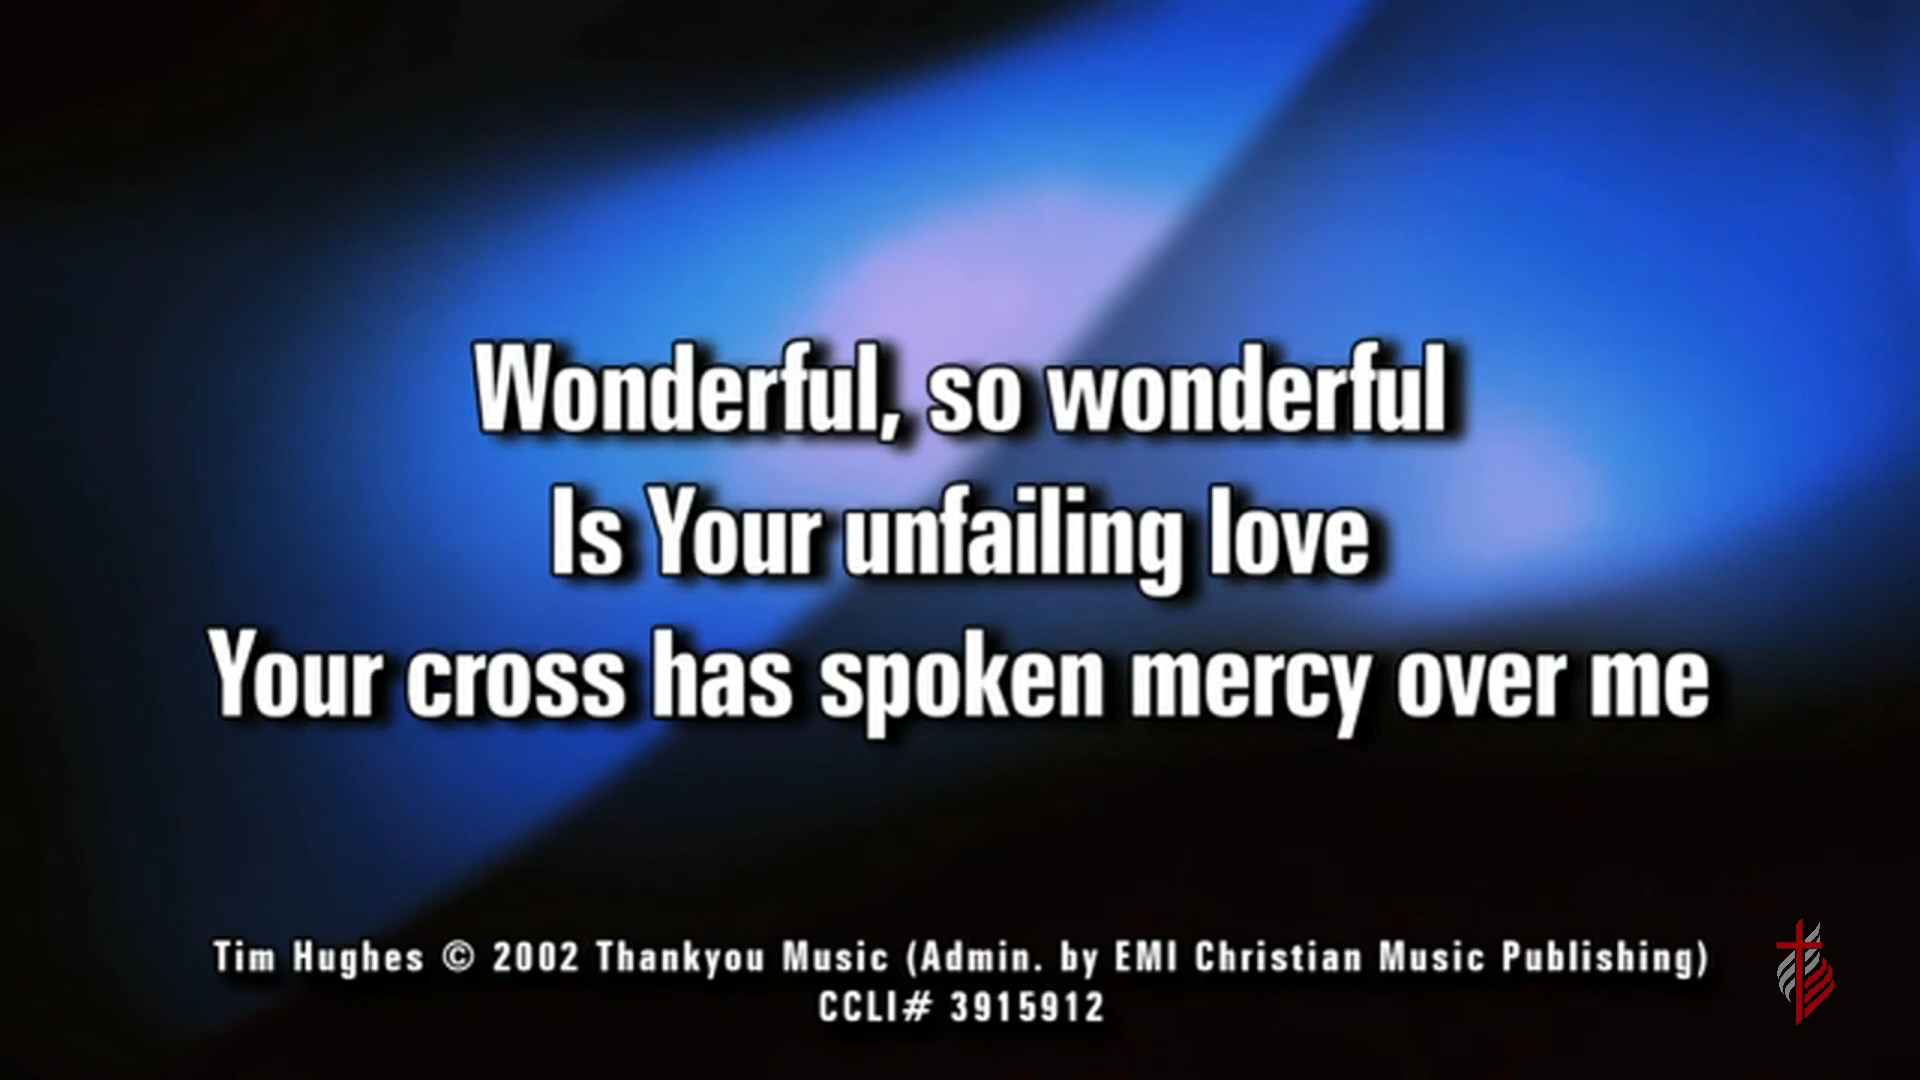 Wonderful, so wonderful
Is Your unfailing love
Your cross has spoken mercy over me
Tim Hughes © 2002 Thankyou Music (Admin. by EMI Christian Music Publishing)
CCLI# 3915912